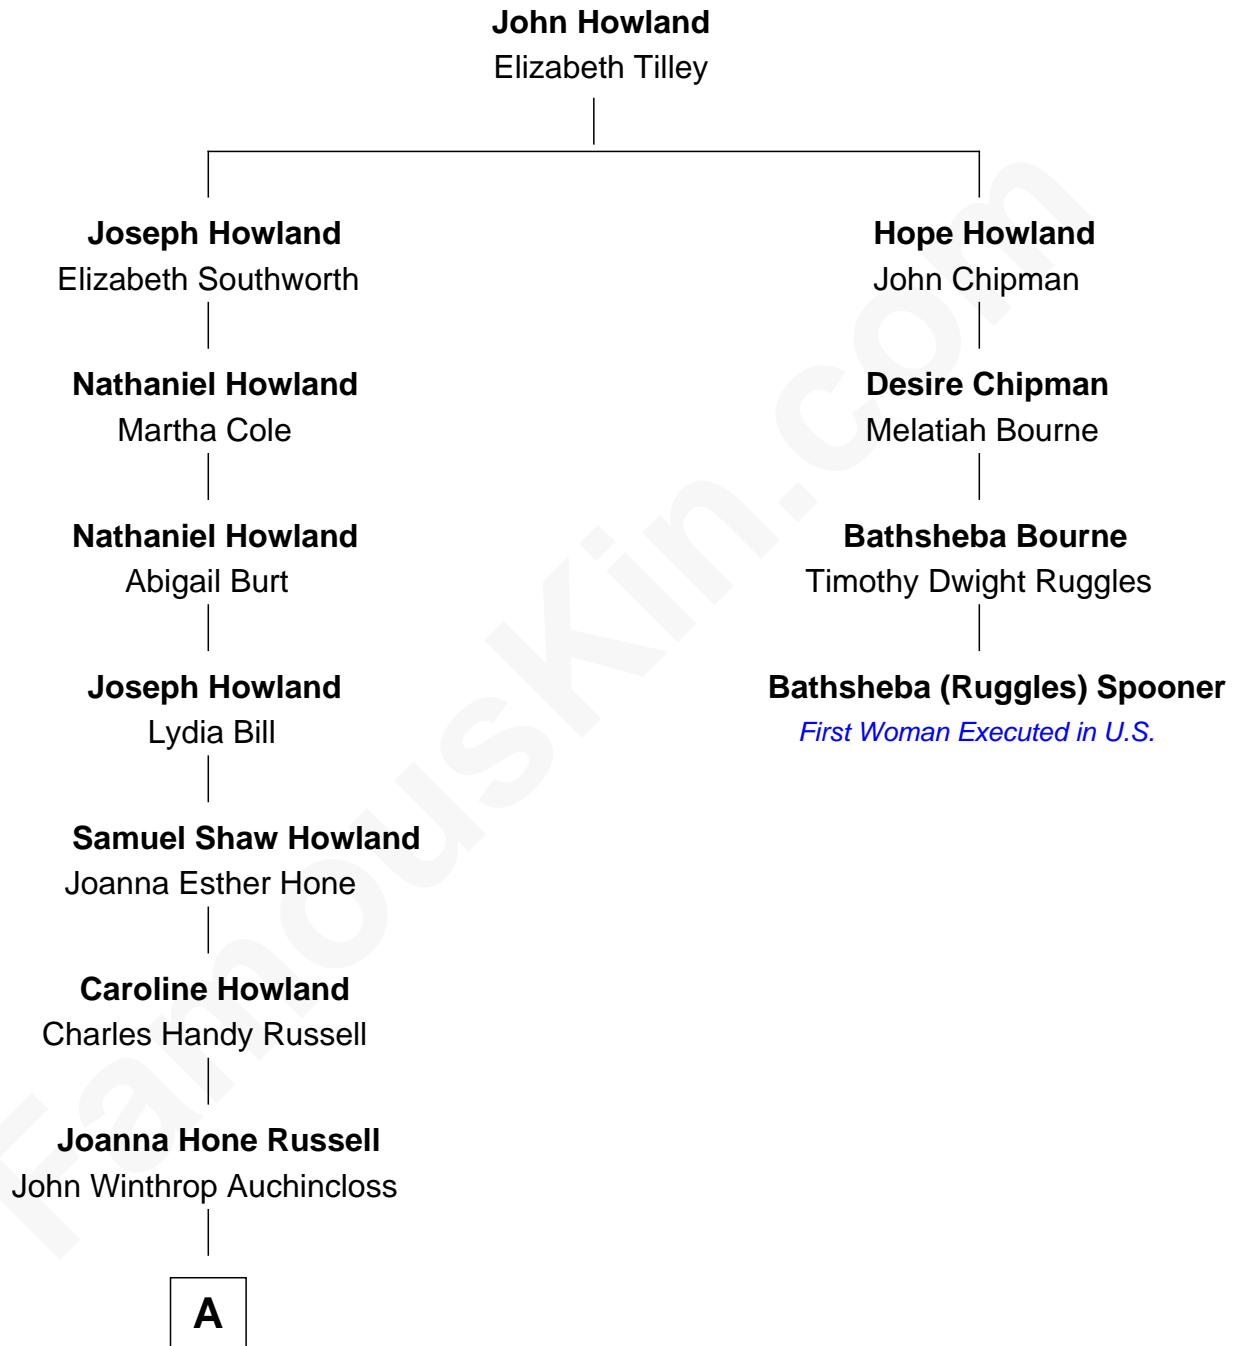 John Howland
Elizabeth Tilley
Joseph Howland
Elizabeth Southworth
Hope Howland
John Chipman
Nathaniel Howland
Martha Cole
Desire Chipman
Melatiah Bourne
Nathaniel Howland
Abigail Burt
Bathsheba Bourne
Timothy Dwight Ruggles
Joseph Howland
Lydia Bill
Bathsheba (Ruggles) Spooner
First Woman Executed in U.S.
Samuel Shaw Howland
Joanna Esther Hone
Caroline Howland
Charles Handy Russell
Joanna Hone Russell
John Winthrop Auchincloss
A
FamousKin.com